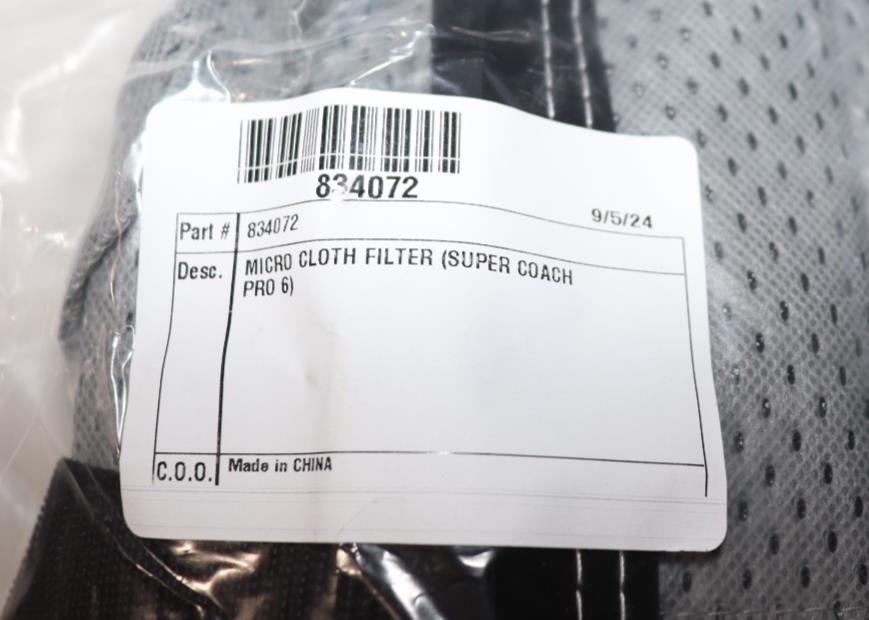 834072
9/5/24
Part # 834072
Desc. MICRO CLOTH FILTER (SUPER COACH
PRO 6)
C.O.O. Made in CHINA